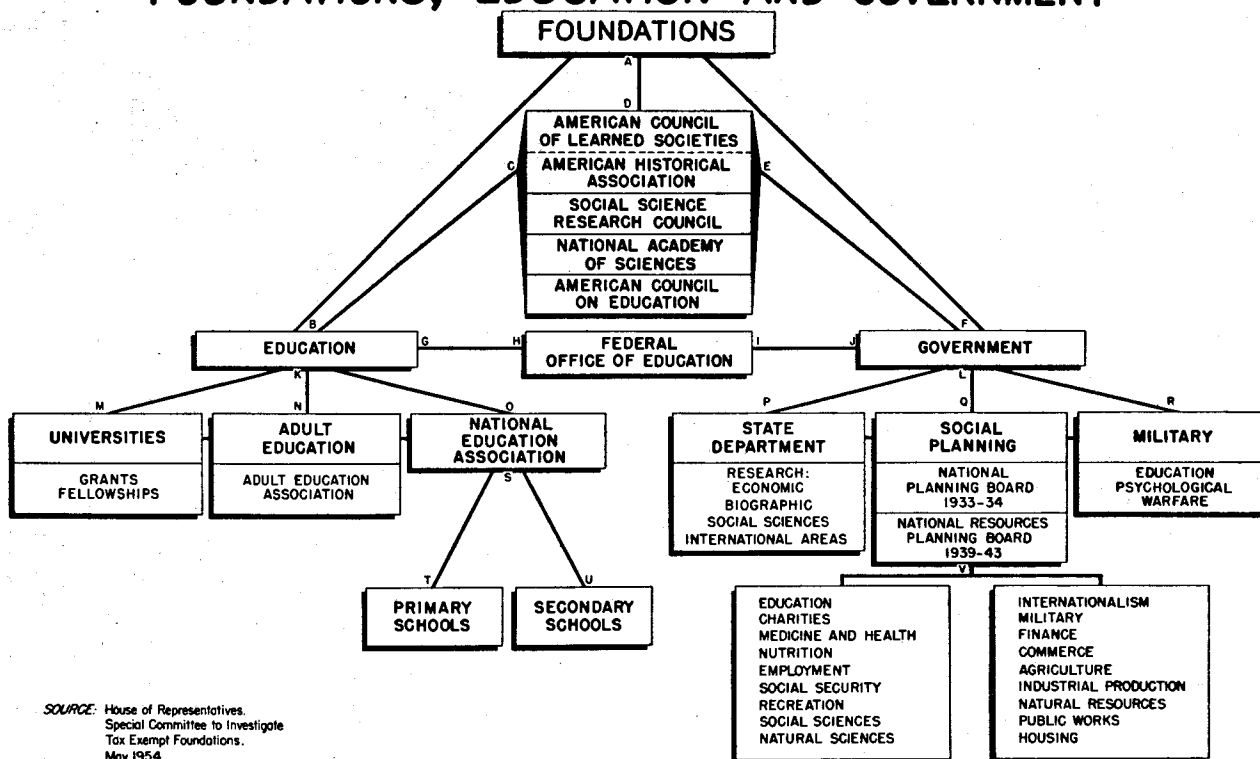 FOUNDATIONS, EDUCATION AND GOVERNMENT
FOUNDATIONS
A
D
AMERICAN COUNCIL
OF LEARNED SOCIETIES
C
AMERICAN HISTORICAL
ASSOCIATION
E
SOCIAL SCIENCE
RESEARCH COUNCIL
NATIONAL ACADEMY
OF SCIENCES
AMERICAN COUNCIL
ON EDUCATION
B
F
EDUCATION
G
H
FEDERAL
OFFICE OF EDUCATION
I
J
GOVERNMENT
K
L
M
N
O
P
Q
R
UNIVERSITIES
GRANTS
FELLOWSHIPS
ADULT
EDUCATION
ADULT EDUCATION
ASSOCIATION
NATIONAL
EDUCATION
ASSOCIATION
S
STATE
DEPARTMENT
RESEARCH:
ECONOMIC
BIOGRAPHIC
SOCIAL SCIENCES
INTERNATIONAL AREAS
SOCIAL
PLANNING
NATIONAL
PLANNING BOARD
1933-34
NATIONAL RESOURCES
PLANNING BOARD
1939-43
V
MILITARY
EDUCATION
PSYCHOLOGICAL
WARFARE
T
U
PRIMARY
SCHOOLS
SECONDARY
SCHOOLS
EDUCATION
CHARITIES
MEDICINE AND HEALTH
NUTRITION
EMPLOYMENT
SOCIAL SECURITY
RECREATION
SOCIAL SCIENCES
NATURAL SCIENCES
INTERNATIONALISM
MILITARY
FINANCE
COMMERCE
AGRICULTURE
INDUSTRIAL PRODUCTION
NATURAL RESOURCES
PUBLIC WORKS
HOUSING
SOURCE: House of Representatives.
Special Committee to Investigate
Tax Exempt Foundations.
May 1954